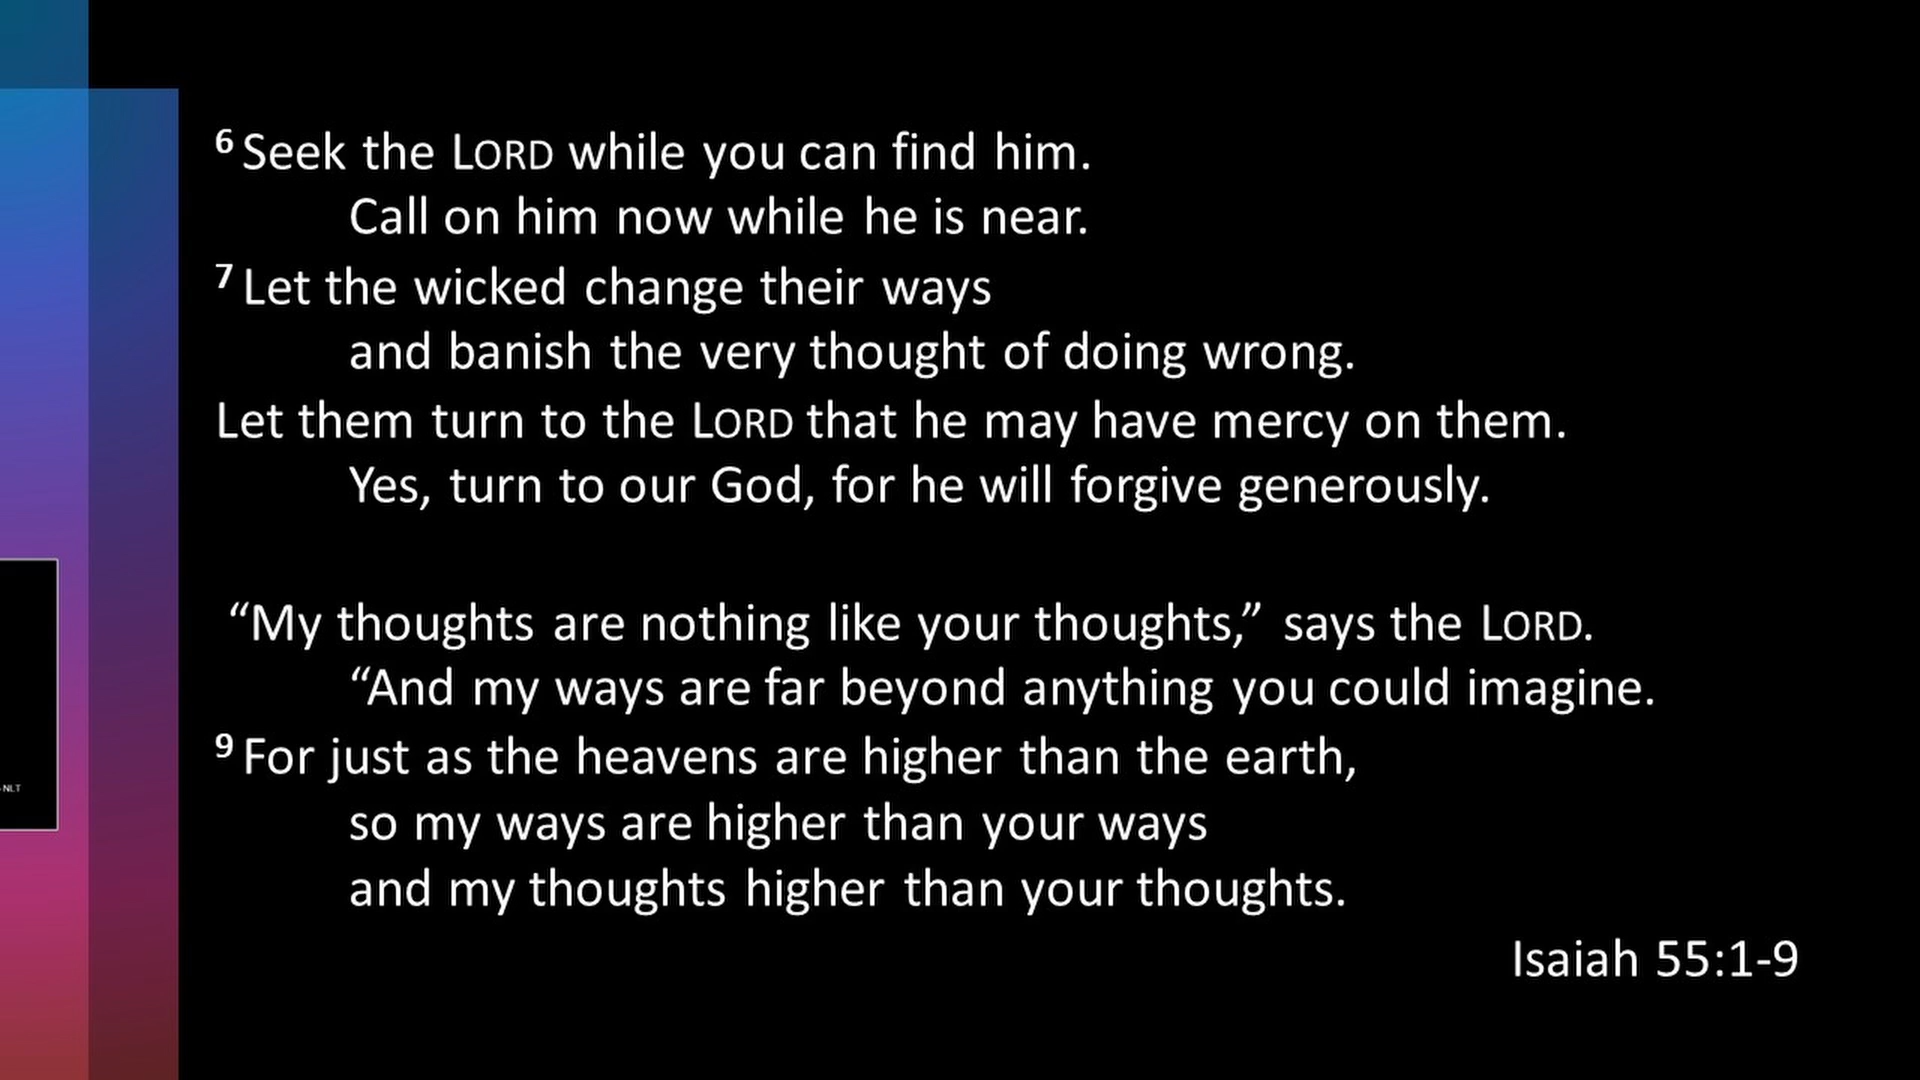 6 Seek the LORD while you can find him.
Call on him now while he is near.
7 Let the wicked change their ways
and banish the very thought of doing wrong.
Let them turn to the LORD that he may have mercy on them.
Yes, turn to our God, for he will forgive generously.
“My thoughts are nothing like your thoughts,” says the LORD.
“And my ways are far beyond anything you could imagine.
9 For just as the heavens are higher than the earth,
so my ways are higher than your ways
and my thoughts higher than your thoughts.
Isaiah 55:1-9
NLT